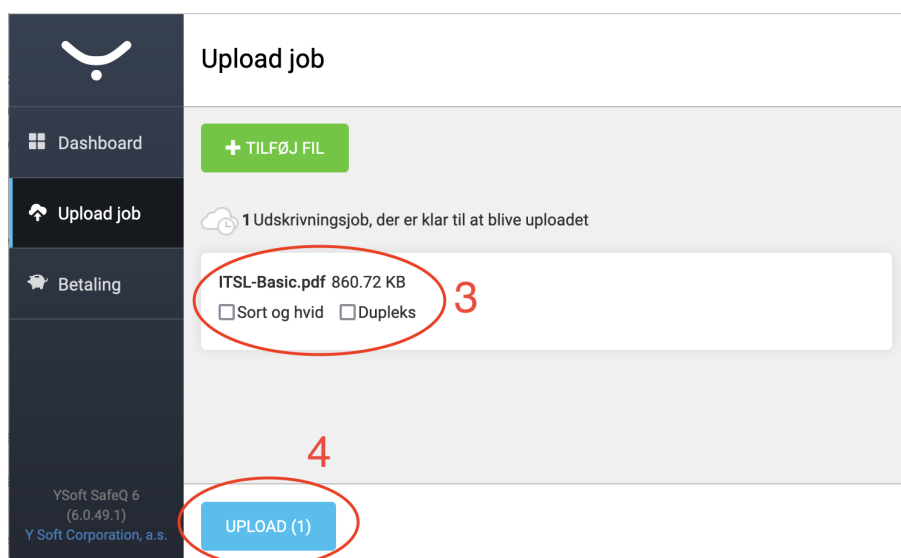 Upload job
Dashboard
+ TILFØJ FIL
Upload job
1 Udskrivningsjob, der er klar til at blive uploadet
Betaling
ITSL-Basic.pdf 860.72 KB
Sort og hvid Dupleks
3
4
YSoft SafeQ 6
(6.0.49.1)
Y Soft Corporation, a.s.
UPLOAD (1)